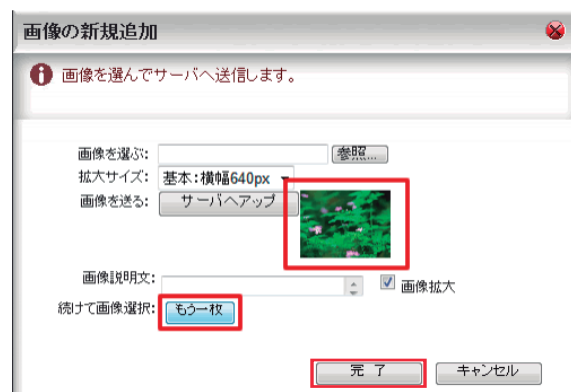 画像の新規追加
画像を選んでサーバへ送信します。
画像を選ぶ: 参照...
拡大サイズ: 基本:横幅640px
画像を送る: サーバへアップ
画像説明文: 画像拡大
続けて画像選択: もう一枚
完 了 キャンセル